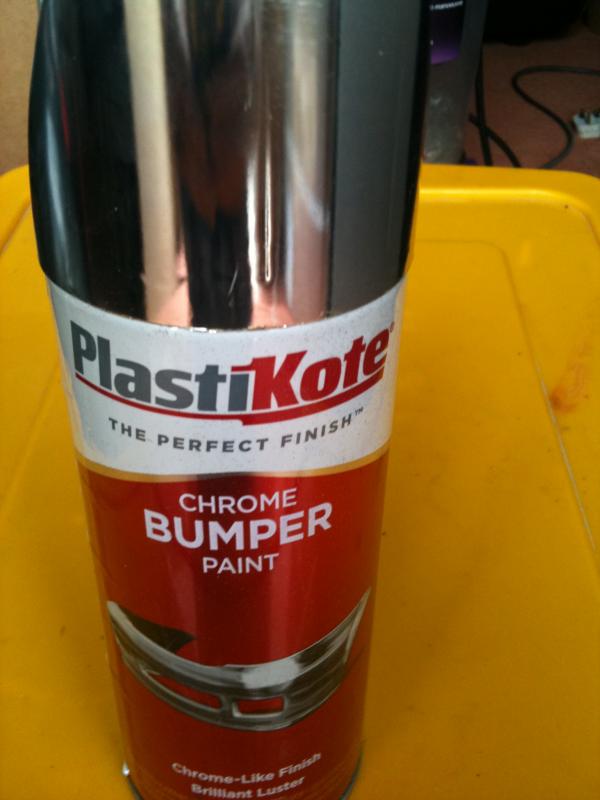 PlastiKote®
THE PERFECT FINISH™
CHROME
BUMPER
PAINT
Chrome-Like Finish
Brilliant Luster